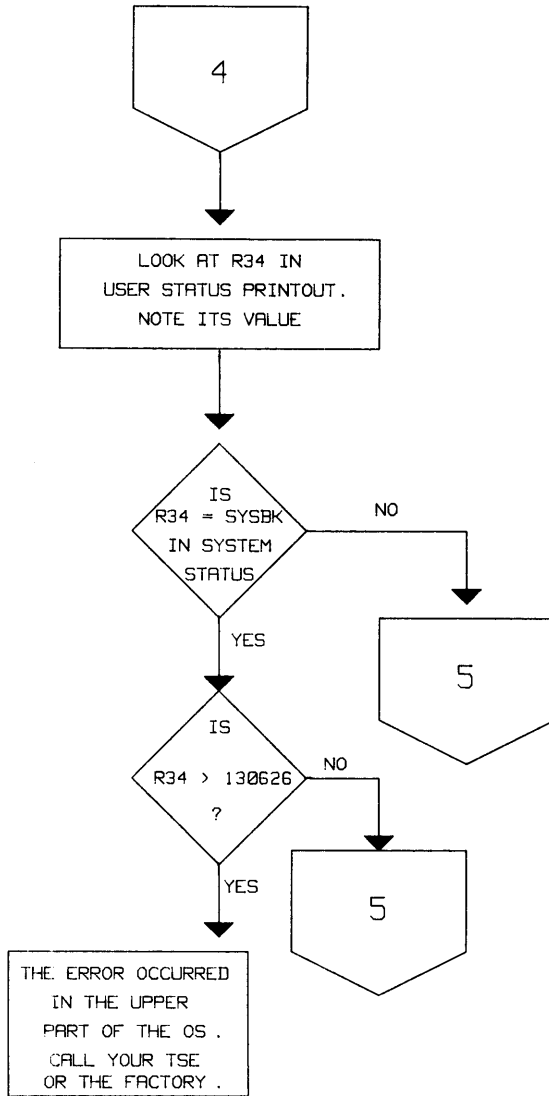 4
LOOK AT R34 IN
USER STATUS PRINTOUT.
NOTE ITS VALUE
IS
R34 = SYSBK
IN SYSTEM
STATUS
NO
YES
5
IS
R34 > 130626
?
NO
YES
5
THE ERROR OCCURRED
IN THE UPPER
PART OF THE OS.
CALL YOUR TSE
OR THE FACTORY.